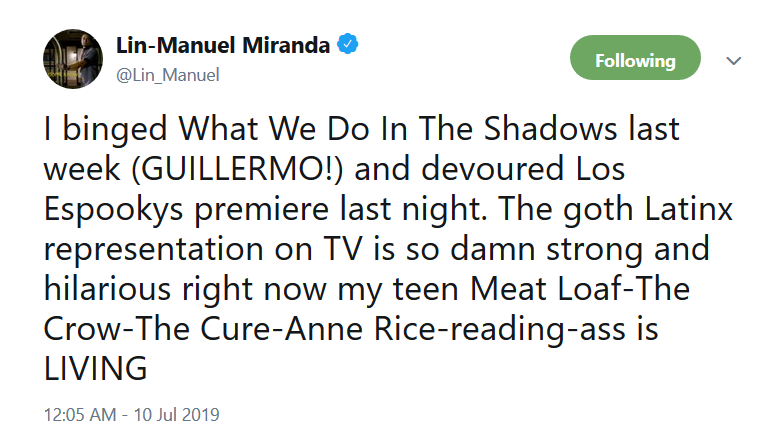 Lin-Manuel Miranda
@Lin_Manuel
Following
I binged What We Do In The Shadows last
week (GUILLERMO!) and devoured Los
Espookys premiere last night. The goth Latinx
representation on TV is so damn strong and
hilarious right now my teen Meat Loaf-The
Crow-The Cure-Anne Rice-reading-ass is
LIVING
12:05 AM - 10 Jul 2019